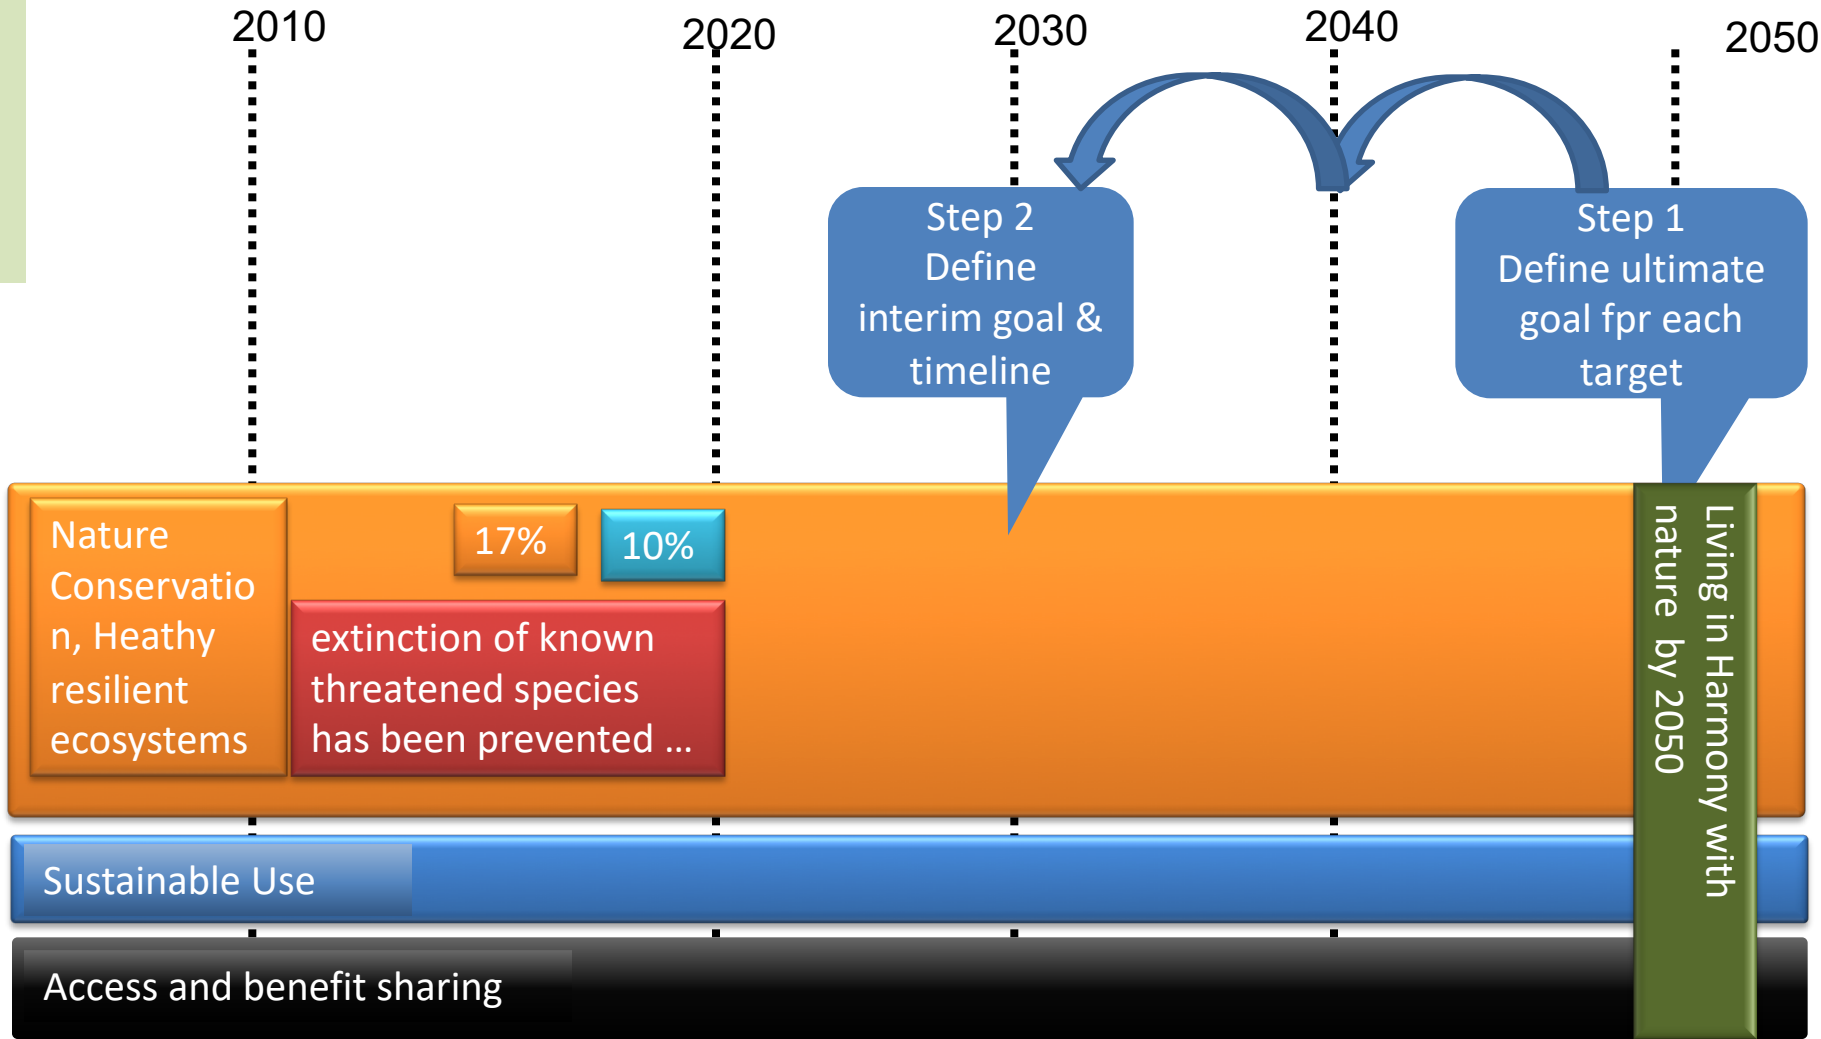 2010
2020
2030
2040
2050
Step 2
Define
interim goal &
timeline
Step 1
Define ultimate
goal fpr each
target
Nature
Conservatio
n, Heathy
resilient
ecosystems
17%
10%
extinction of known
threatened species
has been prevented ...
Living in Harmony with
nature by 2050
Sustainable Use
Access and benefit sharing